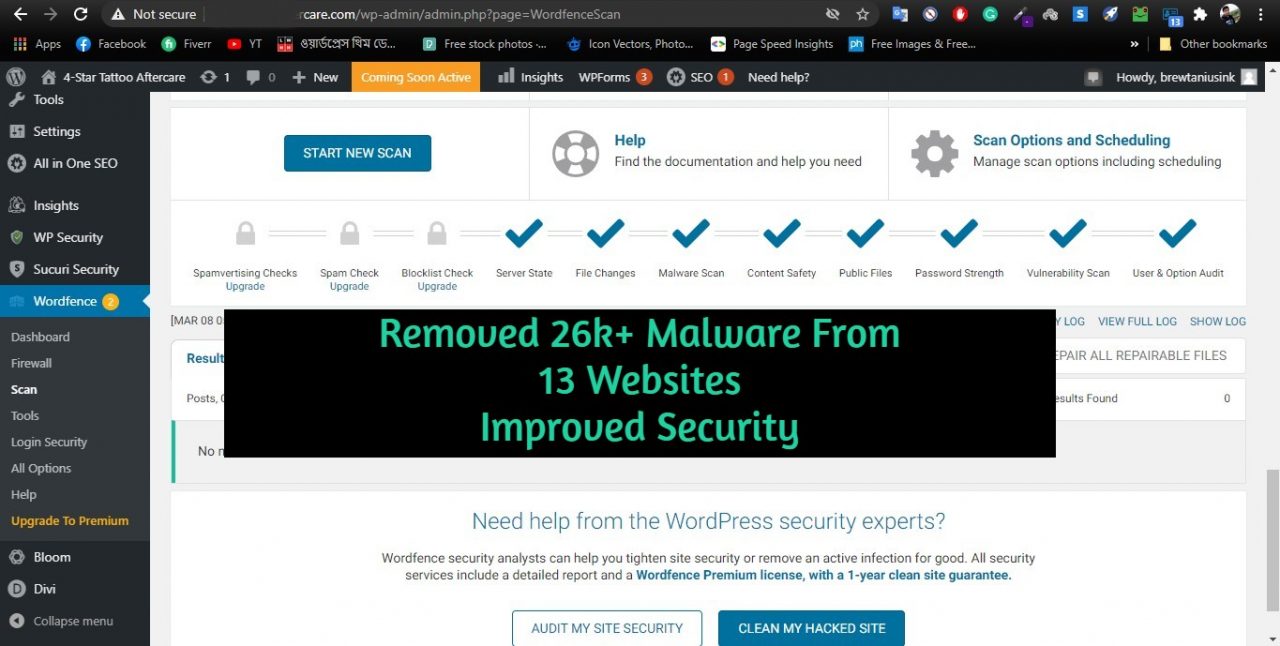 Not secure
care.com/wp-admin/admin.php?page=WordfenceScan
13
Apps
Facebook
Fiverr
YT
ওয়ার্ডপ্রেস থিম ডে...
Free stock photos -...
Icon Vectors, Photo...
Page Speed Insights
Free Images & Free...
»
Other bookmarks
4-Star Tattoo Aftercare
1
0
New
Coming Soon Active
Insights
WPForms 3
SEO 1
Need help?
Howdy, brewtaniusink
Tools
Settings
All in One SEO
Insights
WP Security
Sucuri Security
Wordfence 2
Dashboard
Firewall
Scan
Tools
Login Security
All Options
Help
Upgrade To Premium
Bloom
Divi
Collapse menu
START NEW SCAN
Help
Find the documentation and help you need
Scan Options and Scheduling
Manage scan options including scheduling
Spamvertising Checks
Upgrade
Spam Check
Upgrade
Blocklist Check
Upgrade
Server State
File Changes
Malware Scan
Content Safety
Public Files
Password Strength
Vulnerability Scan
User & Option Audit
[MAR 08
LOG
VIEW FULL LOG
SHOW LOG
Result
REPAIR ALL REPAIRABLE FILES
Posts,
Results Found
0
No
Removed 26k+ Malware From
13 Websites
Improved Security
Need help from the WordPress security experts?
Wordfence security analysts can help you tighten site security or remove an active infection for good. All security
services include a detailed report and a Wordfence Premium license, with a 1-year clean site guarantee.
AUDIT MY SITE SECURITY
CLEAN MY HACKED SITE